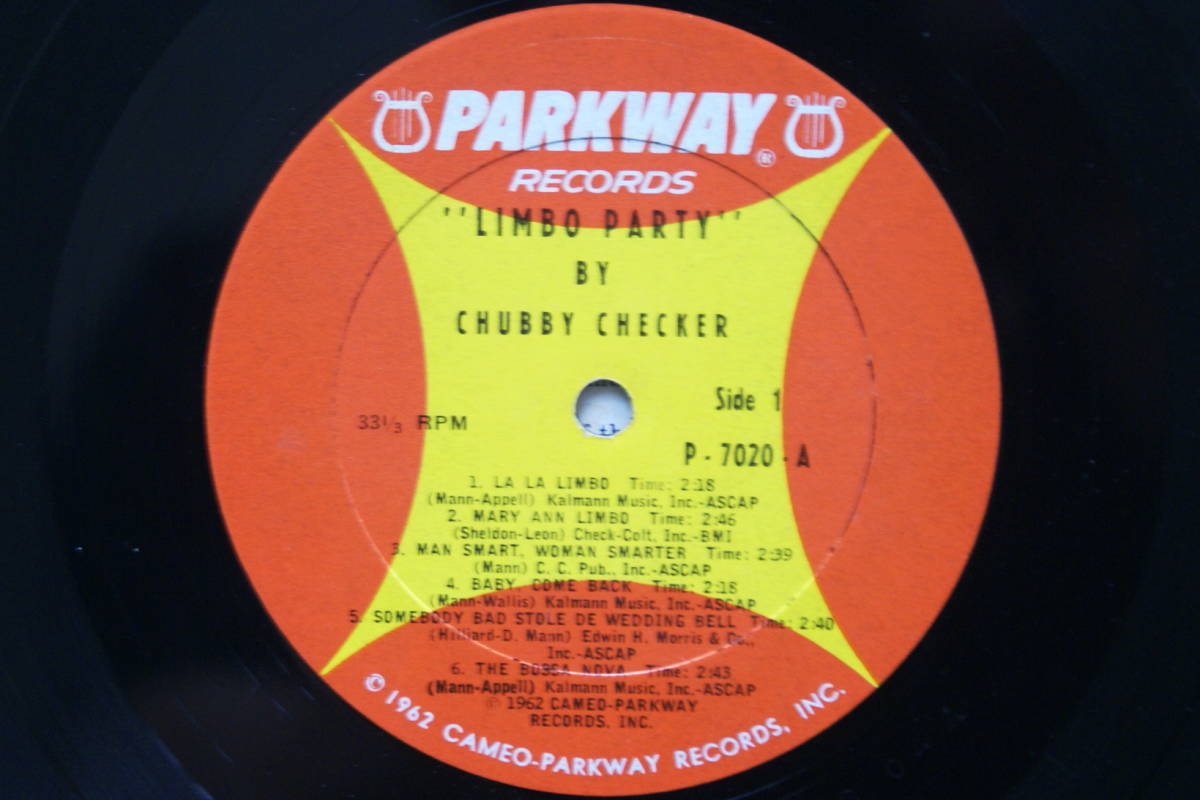 PARKWAY ®
RECORDS
"LIMBO PARTY"
BY
CHUBBY CHECKER
Side 1
33⅓ RPM
P-7020-A
1. LA LA LIMBO Time: 2:18
(Mann-Appell) Kalmann Music, Inc.-ASCAP
2. MARY ANN LIMBO Time: 2:46
(Sheldon-Leon) Check-Colt, Inc.-BMI
3. MAN SMART, WOMAN SMARTER Time: 2:39
(Mann) C. C. Pub., Inc.-ASCAP
4. BABY, COME BACK Time: 2:18
(Mann-Wallis) Kalmann Music, Inc.-ASCAP
5. SOMEBODY BAD STOLE DE WEDDING BELL Time: 2:40
(Hilliard-D. Mann) Edwin H. Morris & Co.,
Inc.-ASCAP
6. THE BOSSA NOVA Time: 2:43
(Mann-Appell) Kalmann Music, Inc.-ASCAP
℗ 1962 CAMEO-PARKWAY
RECORDS, INC.
© 1962 CAMEO-PARKWAY RECORDS, INC.